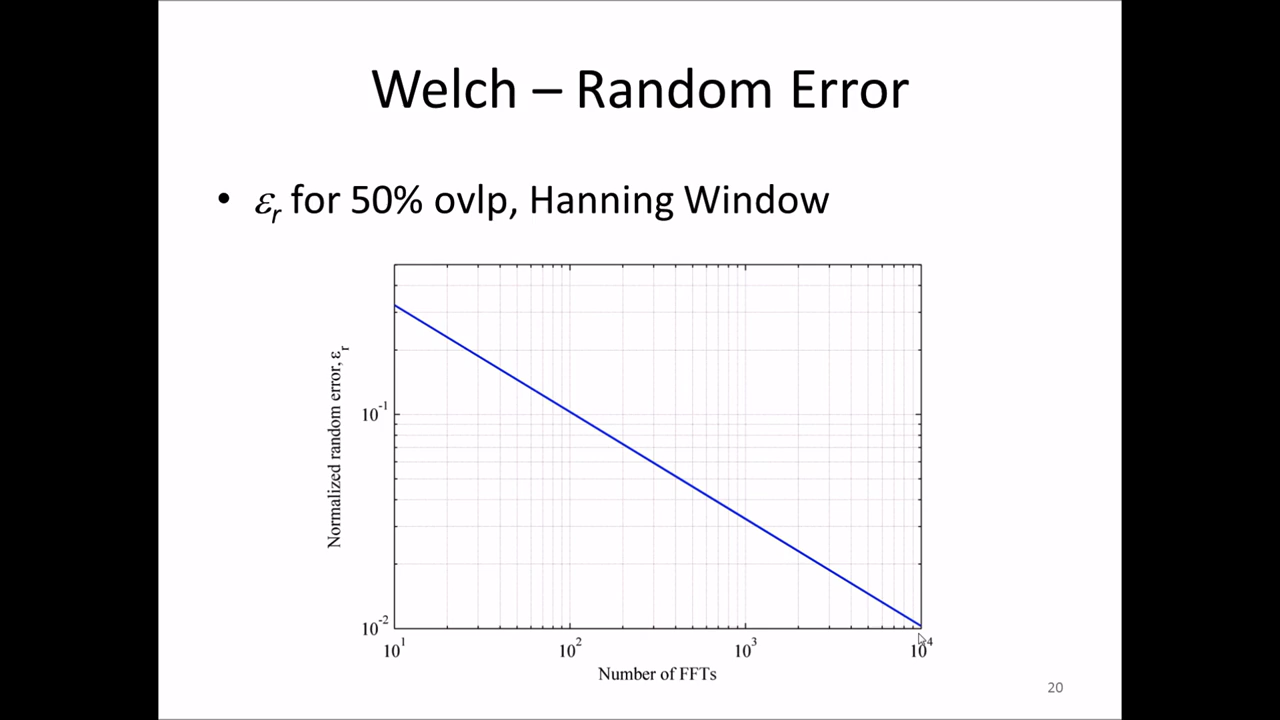 Welch – Random Error
• εr for 50% ovlp, Hanning Window
Normalized random error, εr
10-1
10-2
101 102 103 104
Number of FFTs
20